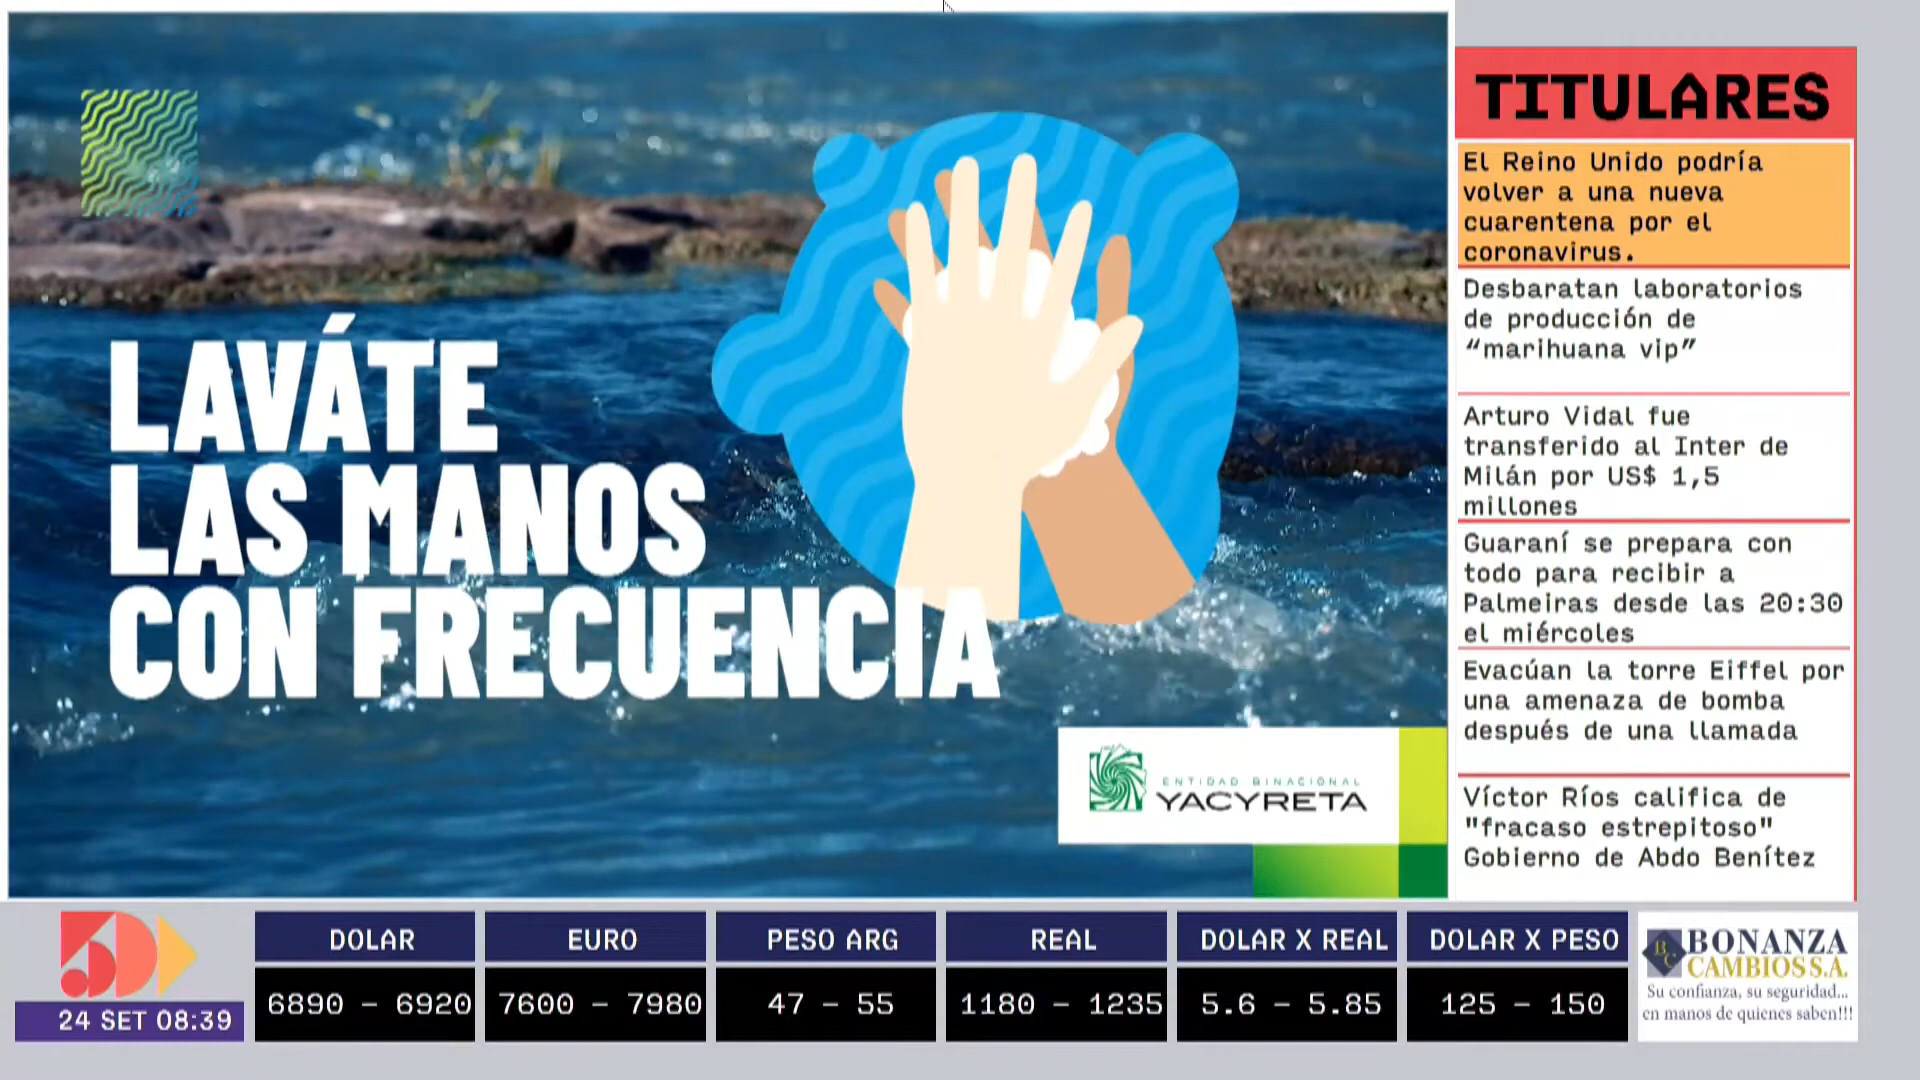 LAVÁTE
LAS MANOS
CON FRECUENCIA
ENTIDAD BINACIONAL
YACYRETA
TITULARES
El Reino Unido podría
volver a una nueva
cuarentena por el
coronavirus.
Desbaratan laboratorios
de producción de
“marihuana vip”
Arturo Vidal fue
transferido al Inter de
Milán por US$ 1,5
millones
Guaraní se prepara con
todo para recibir a
Palmeiras desde las 20:30
el miércoles
Evacúan la torre Eiffel por
una amenaza de bomba
después de una llamada
Víctor Ríos califica de
"fracaso estrepitoso"
Gobierno de Abdo Benítez
5D
24 SET 08:39
DOLAR
6890 - 6920
EURO
7600 - 7980
PESO ARG
47 - 55
REAL
1180 - 1235
DOLAR X REAL
5.6 - 5.85
DOLAR X PESO
125 - 150
BC
BONANZA
CAMBIOS S.A.
Su confianza, su seguridad...
en manos de quienes saben!!!